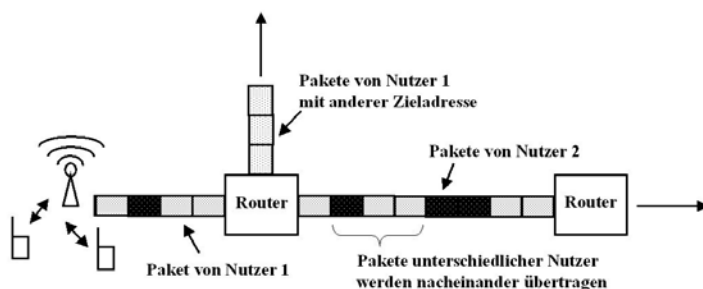 Pakete von Nutzer 1
mit anderer Zieladresse
Pakete von Nutzer 2
Router
Router
Paket von Nutzer 1
Pakete unterschiedlicher Nutzer
werden nacheinander übertragen